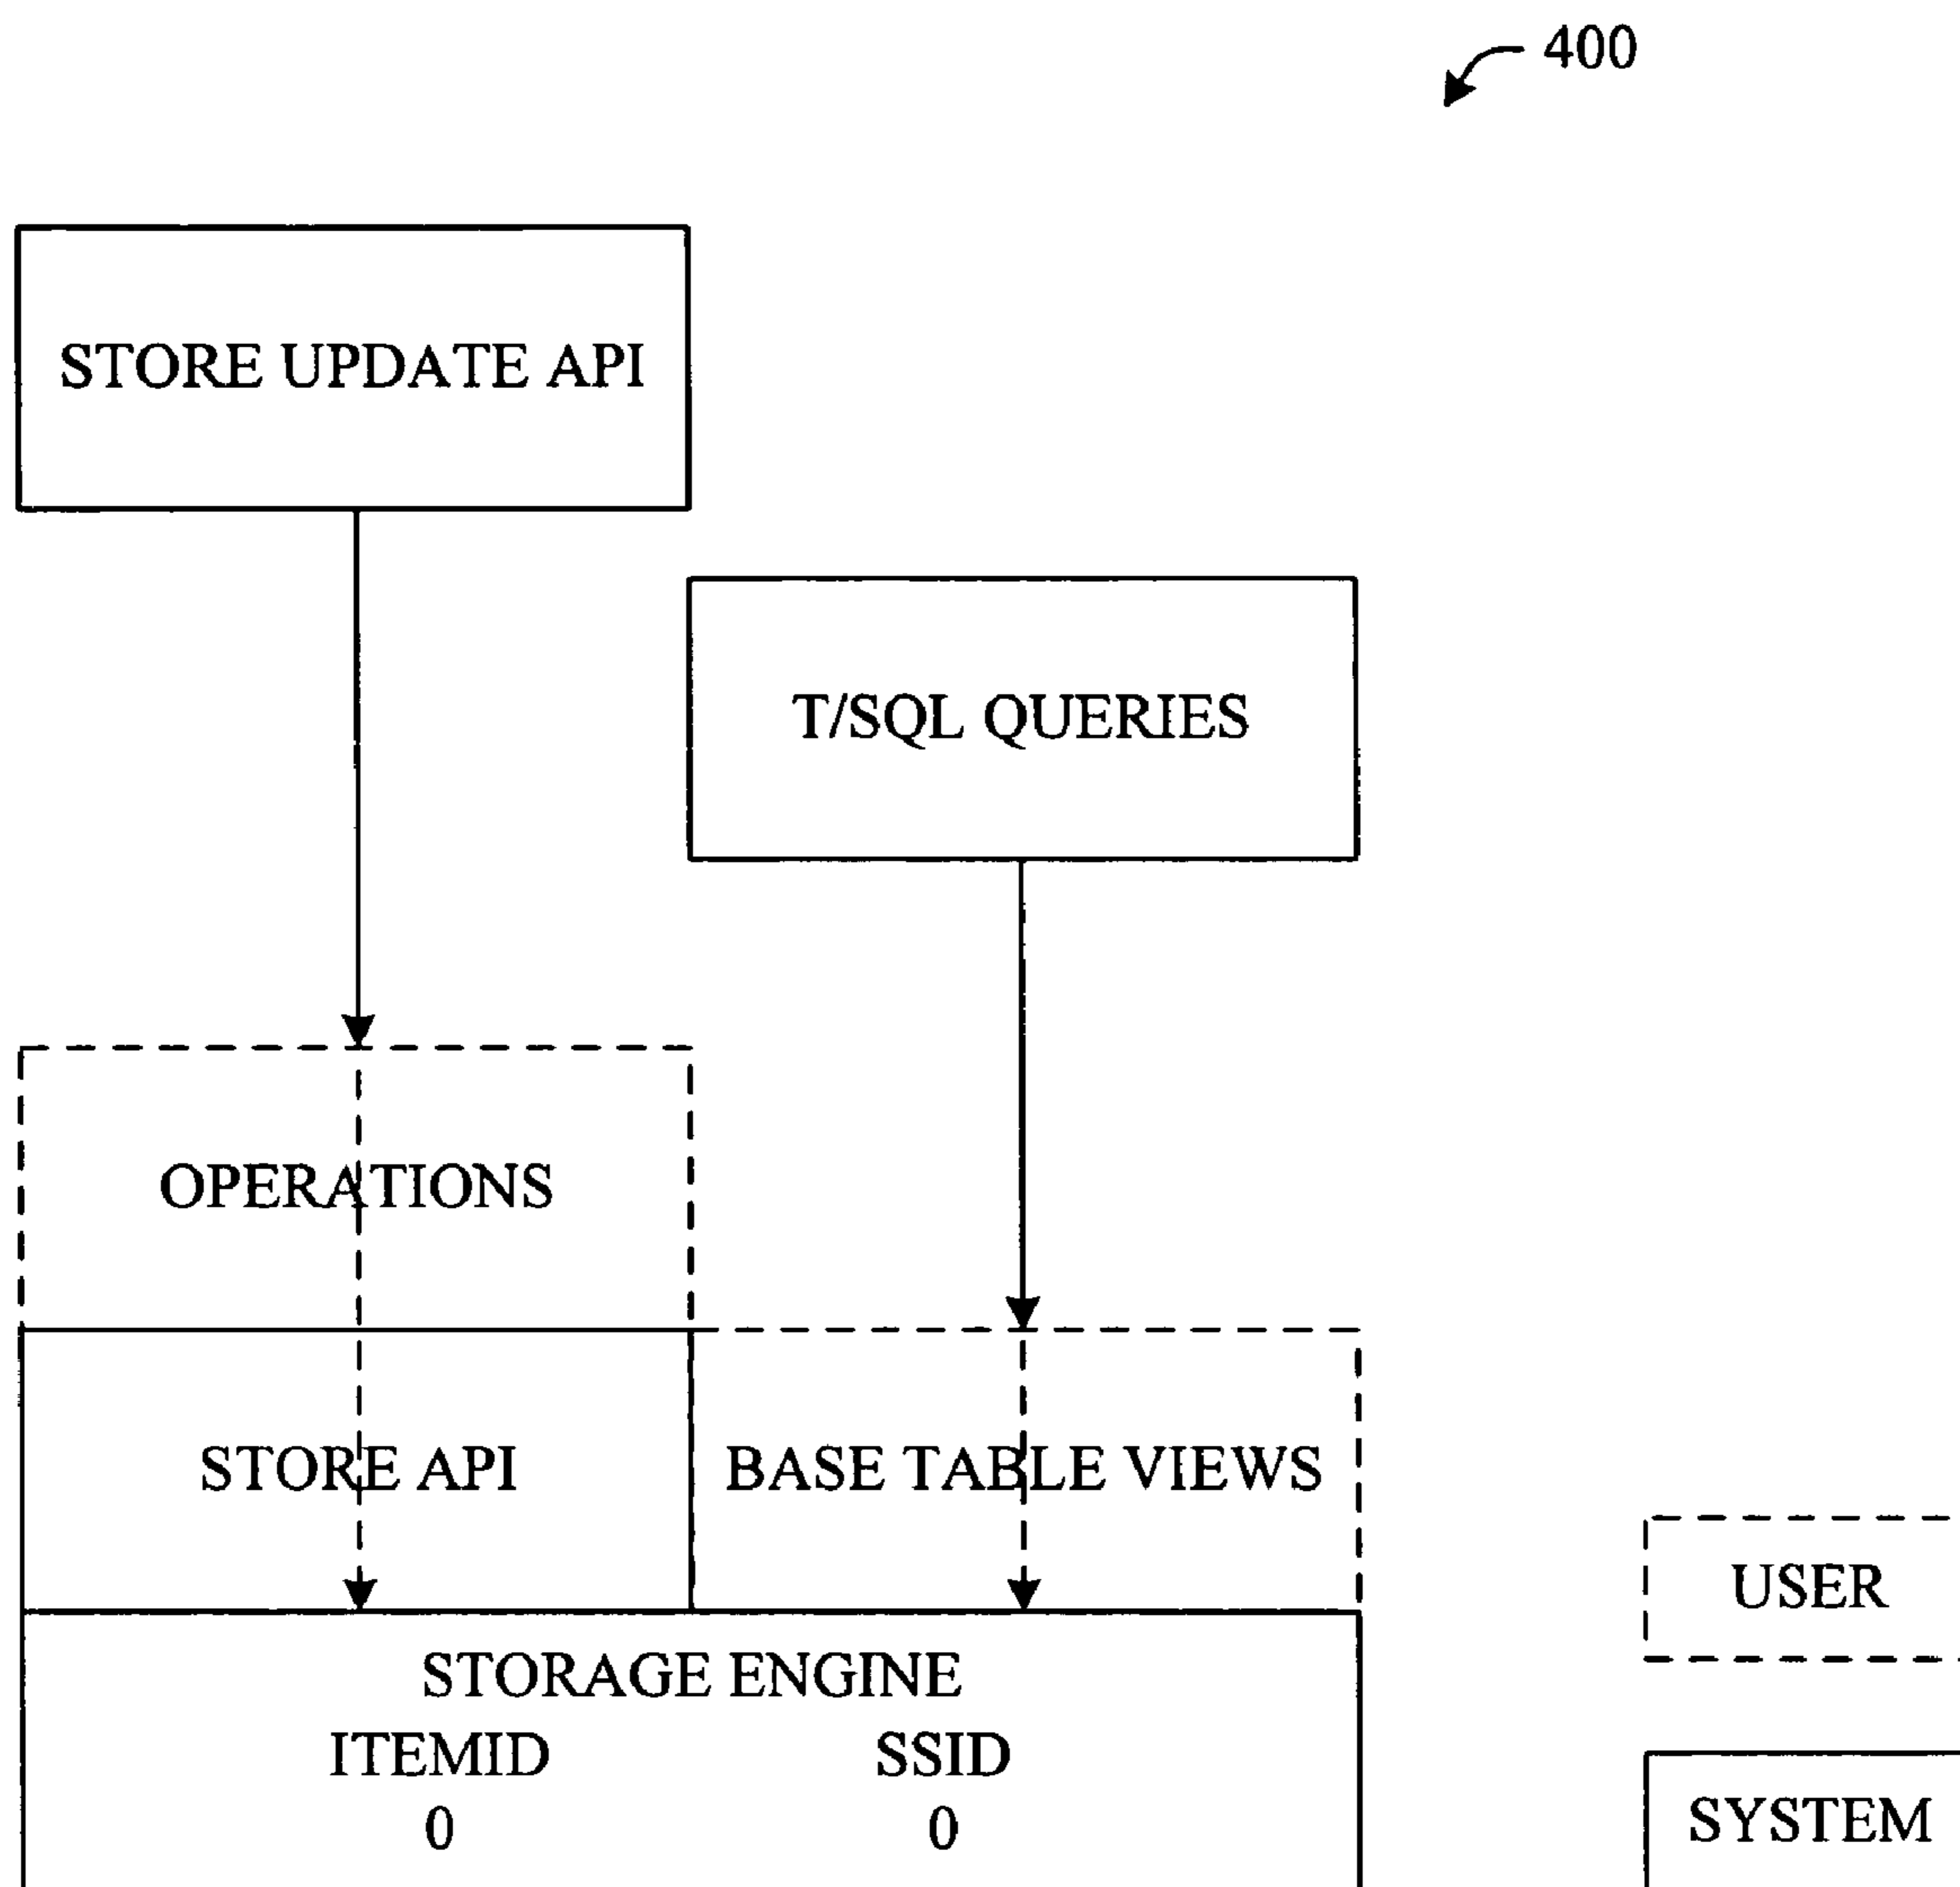 400
STORE UPDATE API
T/SQL QUERIES
OPERATIONS
STORE API
BASE TABLE VIEWS
USER
STORAGE ENGINE
ITEMID SSID
0 0
SYSTEM